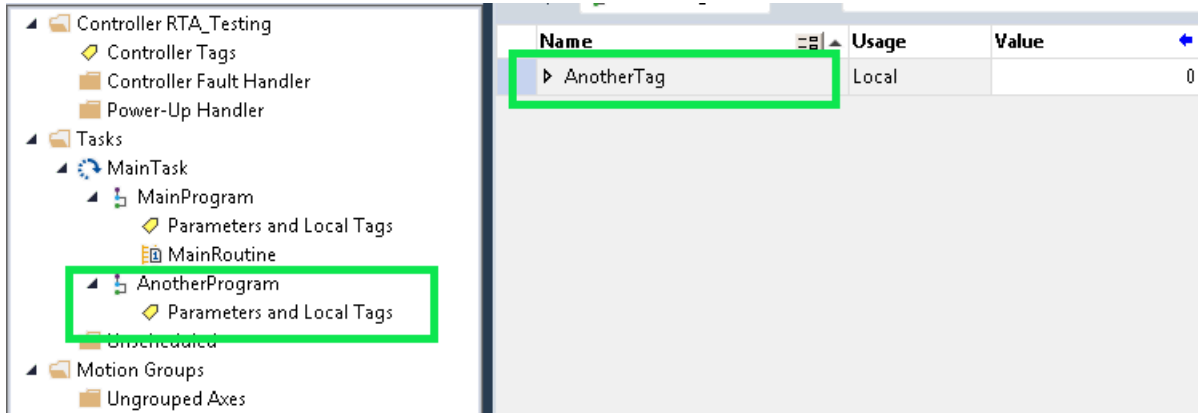 Controller RTA_Testing
Controller Tags
Controller Fault Handler
Power-Up Handler
Tasks
MainTask
MainProgram
Parameters and Local Tags
MainRoutine
AnotherProgram
Parameters and Local Tags
Unscheduled
Motion Groups
Ungrouped Axes
Name Usage Value
AnotherTag Local 0